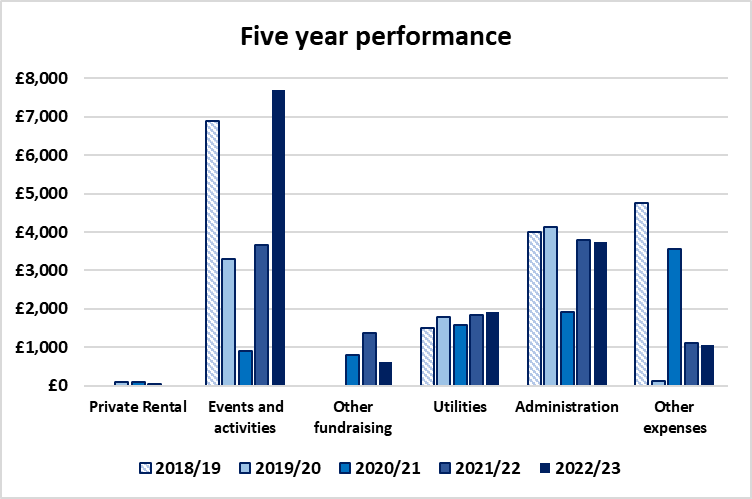 Five year performance
£8,000
£7,000
£6,000
£5,000
£4,000
£3,000
£2,000
£1,000
£0
Private Rental
Events and
activities
Other
fundraising
Utilities
Administration
Other
expenses
2018/19 2019/20 2020/21 2021/22 2022/23